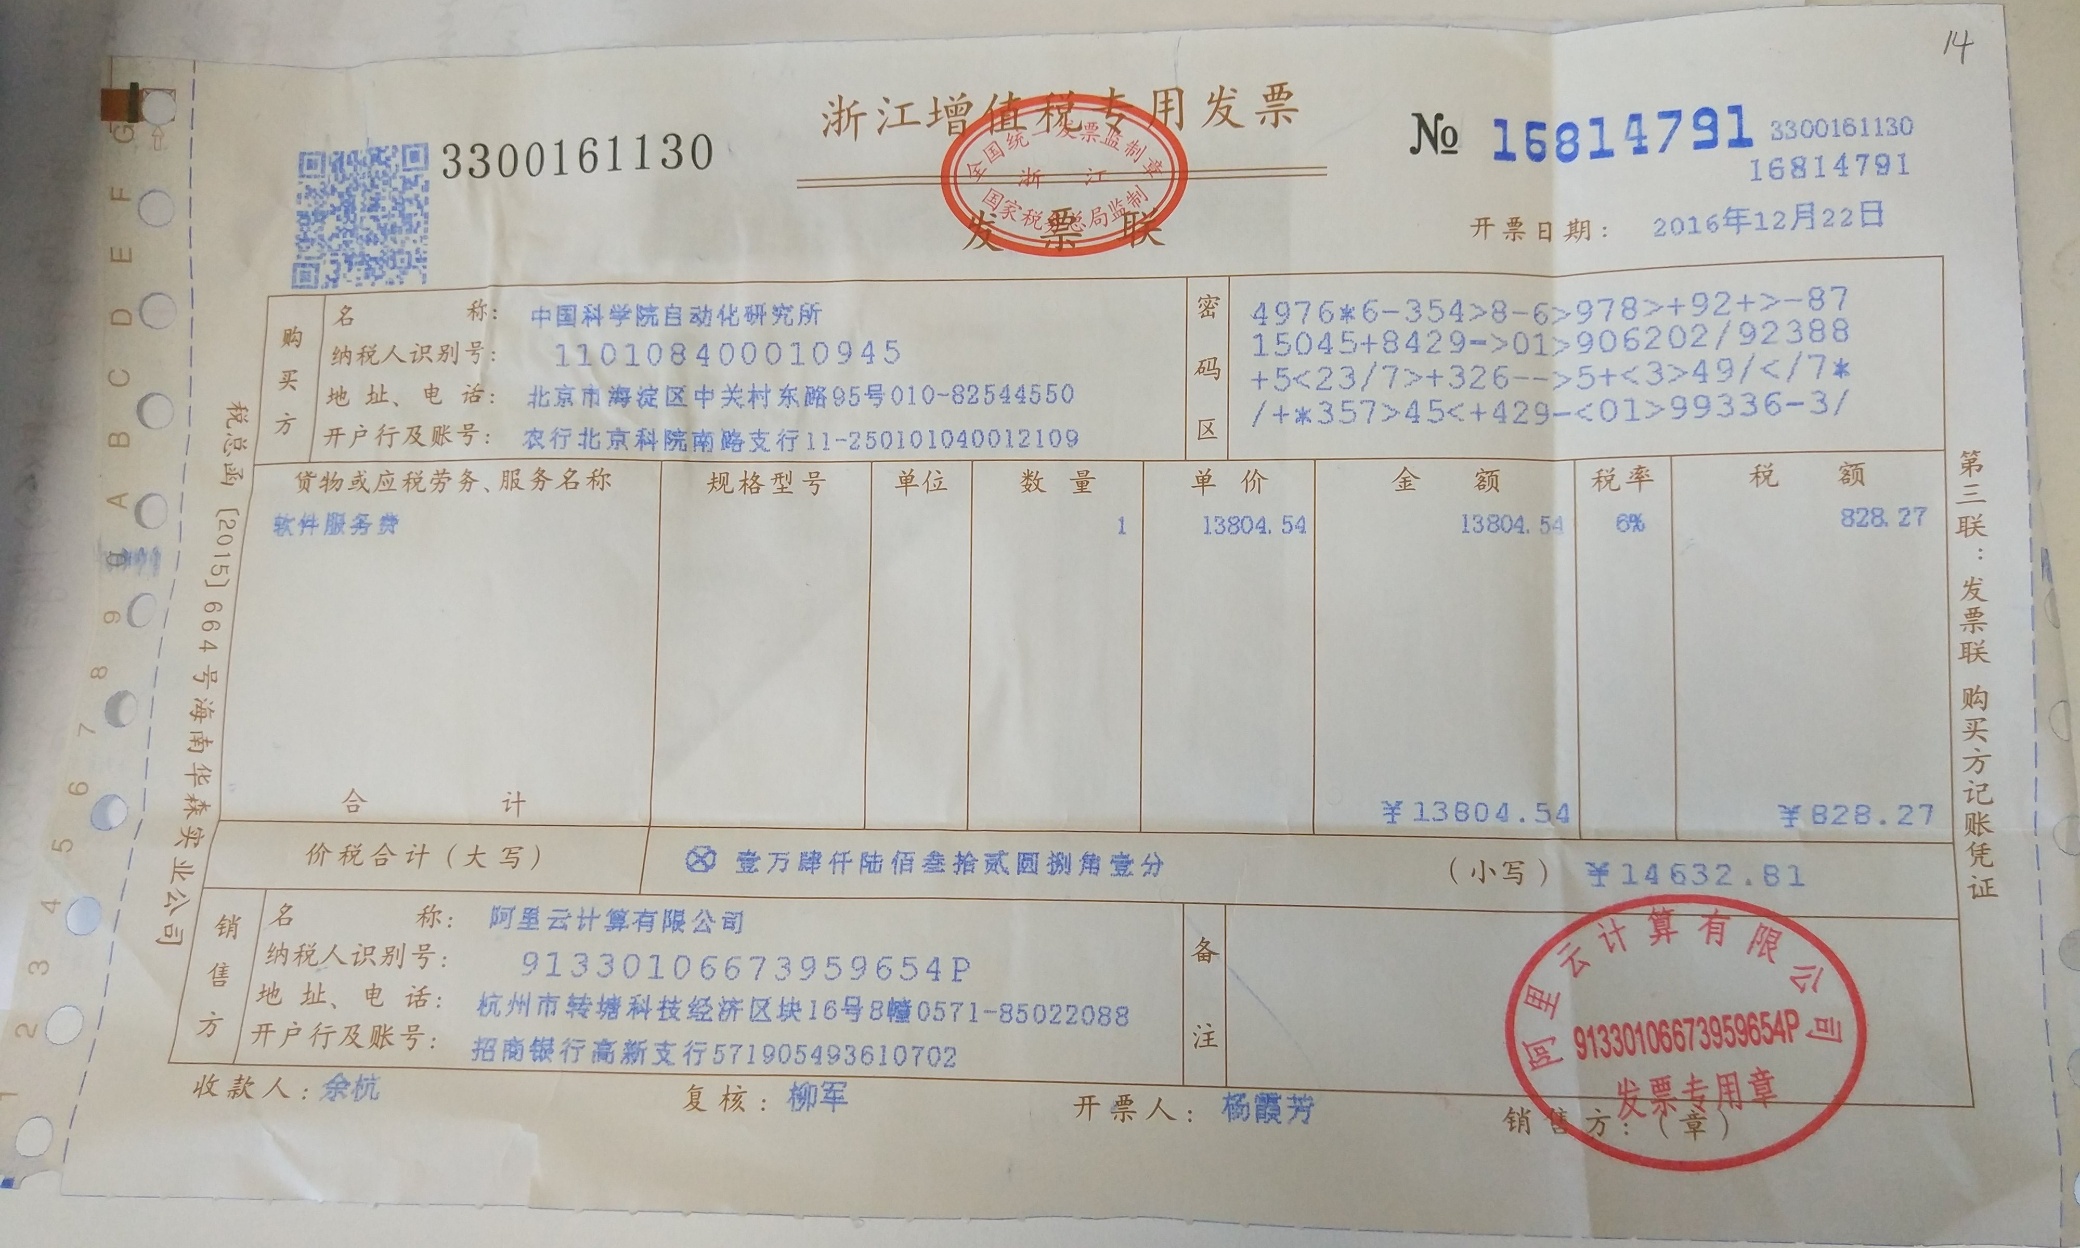 14
浙江增值税专用发票
3300161130
№ 16814791
3300161130
16814791
全国统一发票监制章
浙 江
国家税务总局监制
发 票 联
开票日期： 2016年12月22日
购买方
名 称： 中国科学院自动化研究所
纳税人识别号： 110108400010945
地 址、电 话： 北京市海淀区中关村东路95号010-82544550
开户行及账号： 农行北京科院南路支行11-250101040012109
密码区
4976*6-354>8-6>978>+92+>-87
15045+8429->01>906202/92388
+5<23/7>+326-->5+<3>49/</7*
/+*357>45<+429-<01>99336-3/
货物或应税劳务、服务名称 规格型号 单位 数 量 单 价 金 额 税率 税 额
软件服务费 1 13804.54 13804.54 6% 828.27
合 计 ¥13804.54 ¥828.27
价税合计（大写） ⊗ 壹万肆仟陆佰叁拾贰圆捌角壹分 （小写） ¥14632.81
销售方
名 称： 阿里云计算有限公司
纳税人识别号： 91330106673959654P
地 址、电 话： 杭州市转塘科技经济区块16号8幢0571-85022088
开户行及账号： 招商银行高新支行571905493610702
备注
阿里云计算有限公司
91330106673959654P
发票专用章
收款人：余杭 复核：柳军 开票人：杨霞芳 销售方：（章）
税总函〔2015〕664号海南华森实业公司
第三联：发票联 购买方记账凭证
G
F
E
D
C
B
A
9
8
7
6
5
4
3
2
1